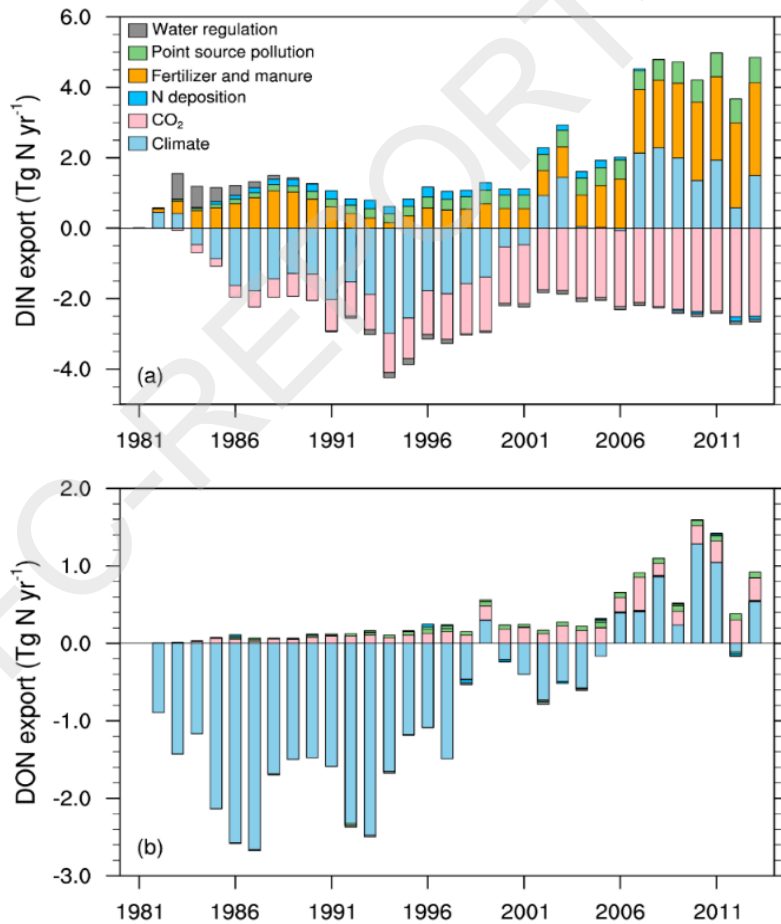 6.0
4.0
2.0
0.0
-2.0
-4.0
DIN export (Tg N yr⁻¹)
Water regulation
Point source pollution
Fertilizer and manure
N deposition
CO₂
Climate
(a)
1981 1986 1991 1996 2001 2006 2011
2.0
1.0
0.0
-1.0
-2.0
-3.0
DON export (Tg N yr⁻¹)
(b)
1981 1986 1991 1996 2001 2006 2011
C-REPORT